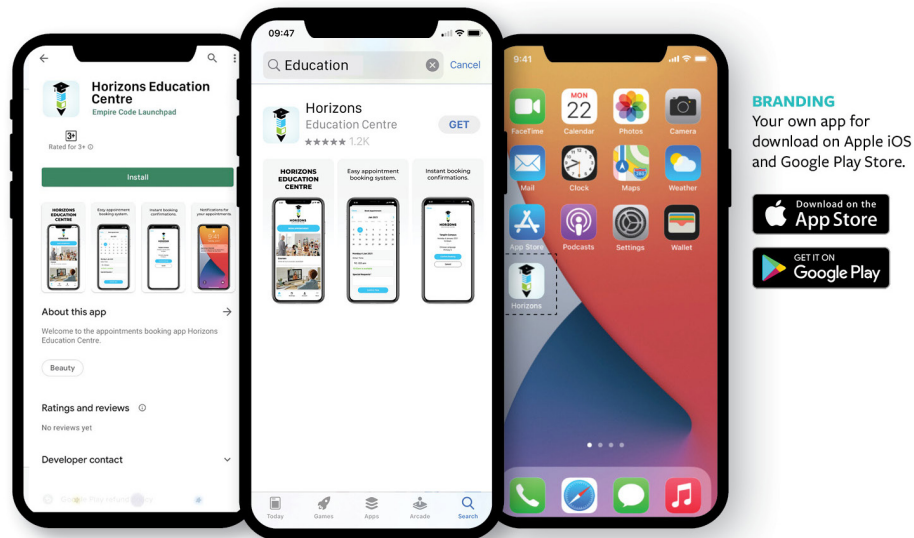 Horizons Education
Centre
Empire Code Launchpad
3+
Rated for 3+
Install
HORIZONS
EDUCATION
CENTRE
Easy appointment
booking system.
Instant booking
confirmations.
Notifications for
your appointments.
HORIZONS
About this app
Welcome to the appointments booking app Horizons
Education Centre.
Beauty
Ratings and reviews
No reviews yet
Developer contact
09:47
Education
Cancel
Horizons
Education Centre
1.2K
GET
HORIZONS
EDUCATION
CENTRE
Easy appointment
booking system.
Instant booking
confirmations.
HORIZONS
HORIZONS
Today
Games
Apps
Arcade
Search
9:41
MON
22
FaceTime
Calendar
Photos
Camera
Mail
Clock
Maps
Weather
App Store
Podcasts
Settings
Wallet
Horizons
BRANDING
Your own app for
download on Apple iOS
and Google Play Store.
Download on the
App Store
GET IT ON
Google Play